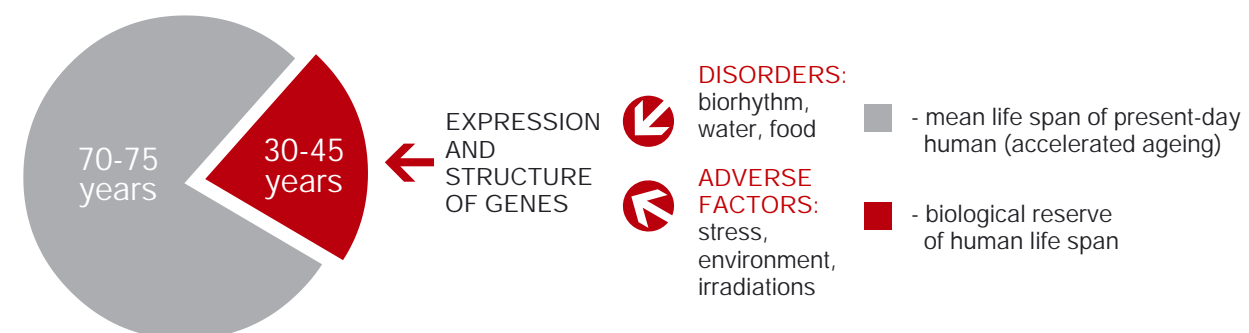 70-75
years
30-45
years
EXPRESSION
AND
STRUCTURE
OF GENES
DISORDERS:
biorhythm,
water, food
ADVERSE
FACTORS:
stress,
environment,
irradiations
- mean life span of present-day
human (accelerated ageing)
- biological reserve
of human life span